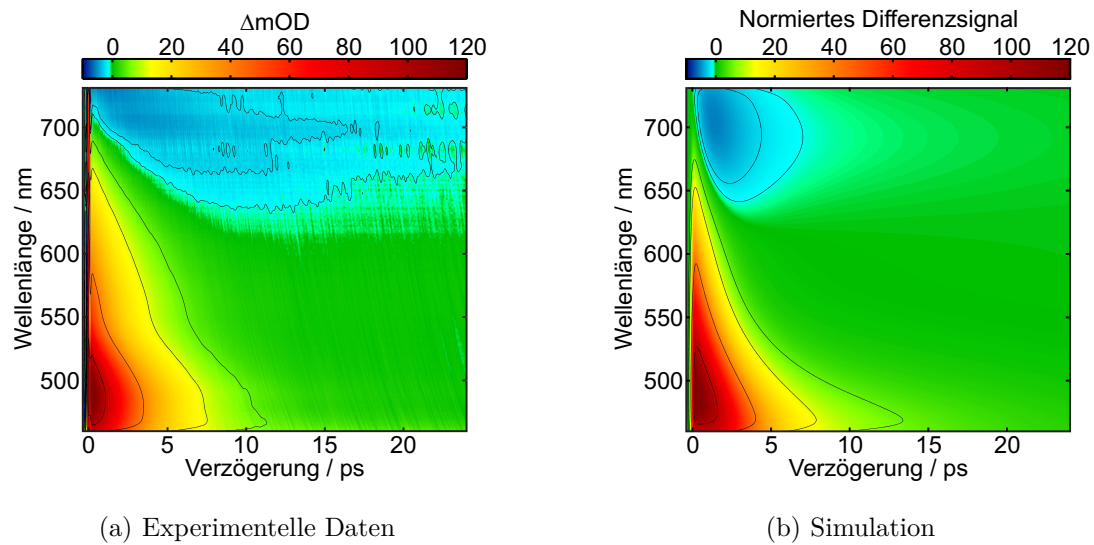 ΔmOD
0 20 40 60 80 100 120
Wellenlänge / nm
700
650
600
550
500
0 5 10 15 20
Verzögerung / ps
(a) Experimentelle Daten
Normiertes Differenzsignal
0 20 40 60 80 100 120
Wellenlänge / nm
700
650
600
550
500
0 5 10 15 20
Verzögerung / ps
(b) Simulation